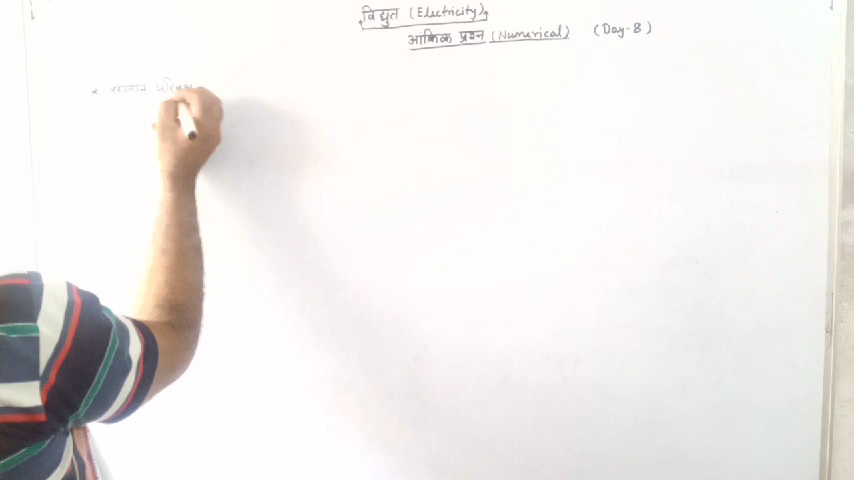 विद्युत (Electricity)
आंकिक प्रश्न (Numerical) (Day-8)